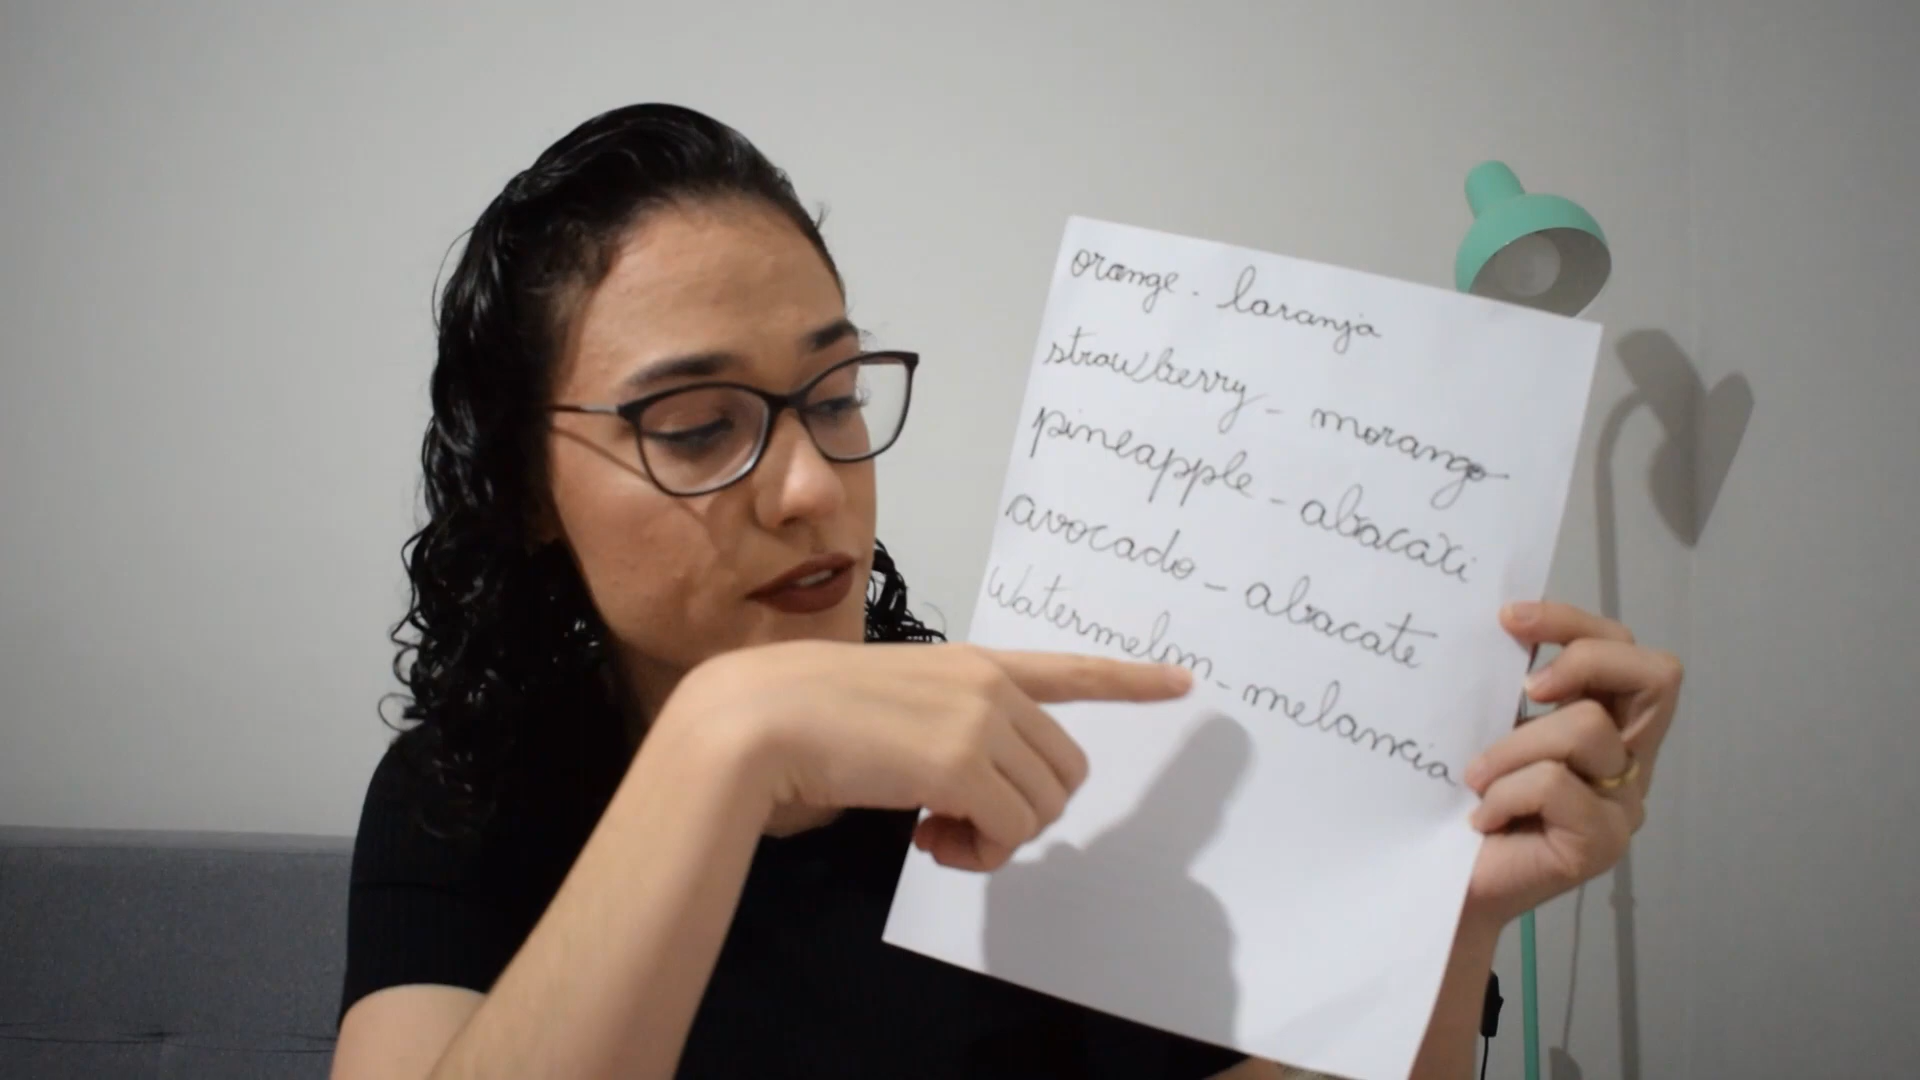 orange - laranja
strawberry - morango
pineapple - abacaxi
avocado - abacate
watermelon - melancia